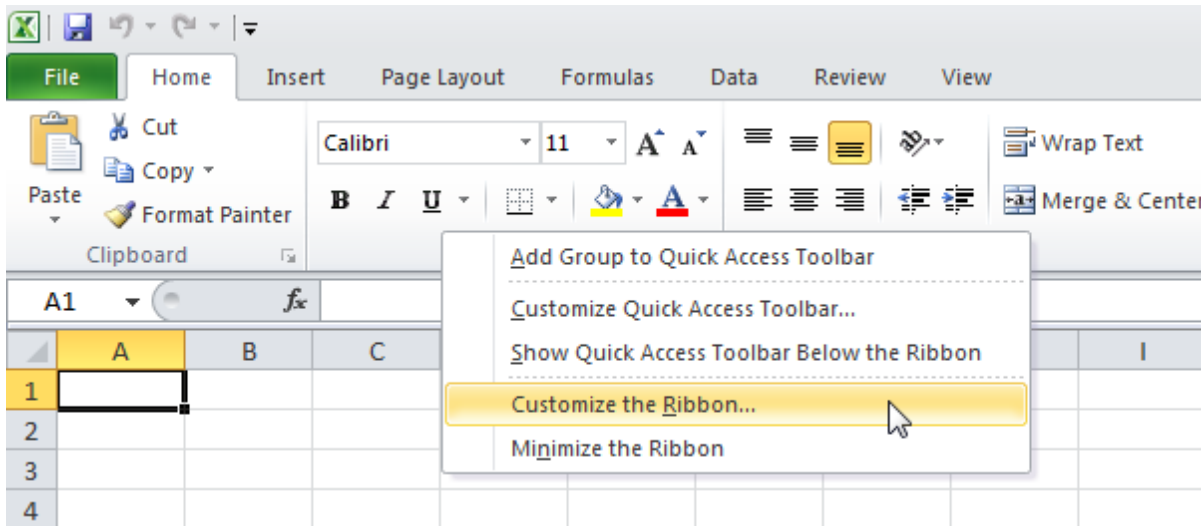 File Home Insert Page Layout Formulas Data Review View
Cut
Copy
Paste
Format Painter
Clipboard
Calibri 11 A A
B I U A
Wrap Text
Merge & Cente
Add Group to Quick Access Toolbar
Customize Quick Access Toolbar...
Show Quick Access Toolbar Below the Ribbon
Customize the Ribbon...
Minimize the Ribbon
A1 fx
A B C I
1
2
3
4